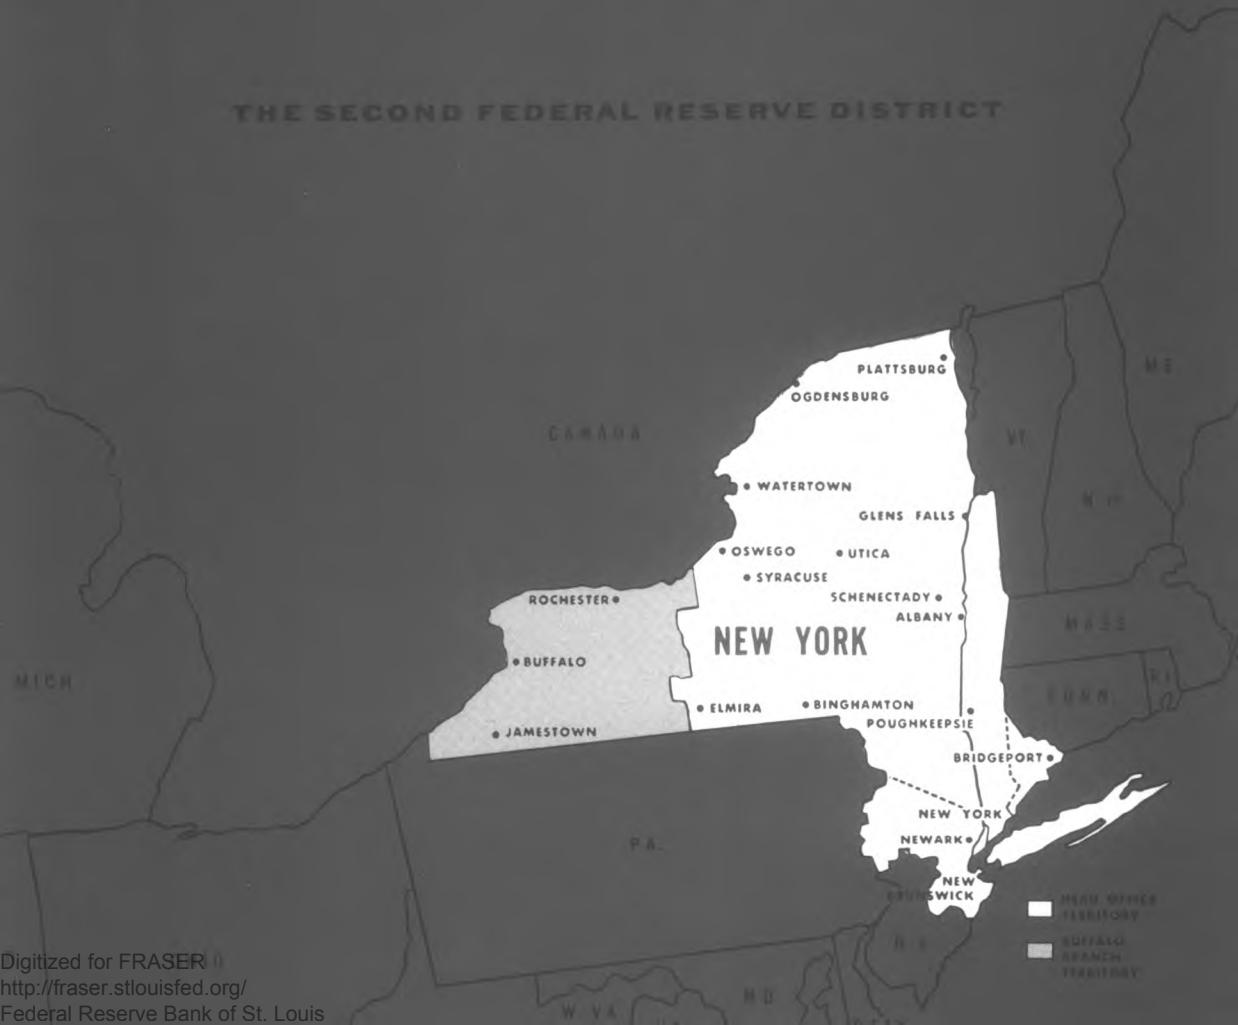 THE SECOND FEDERAL RESERVE DISTRICT
PLATTSBURG
OGDENSBURG
ME
CANADA
VT.
WATERTOWN
N.H.
GLENS FALLS
OSWEGO
UTICA
SYRACUSE
ROCHESTER
SCHENECTADY
ALBANY
MASS
NEW YORK
BUFFALO
MICH
R.I.
CONN.
ELMIRA
BINGHAMTON
POUGHKEEPSIE
JAMESTOWN
BRIDGEPORT
NEW YORK
NEWARK
PA.
NEW
BRUNSWICK
HEAD OFFICE
TERRITORY
N.J.
BUFFALO
BRANCH
TERRITORY
MD
W VA
Digitized for FRASER
http://fraser.stlouisfed.org/
Federal Reserve Bank of St. Louis